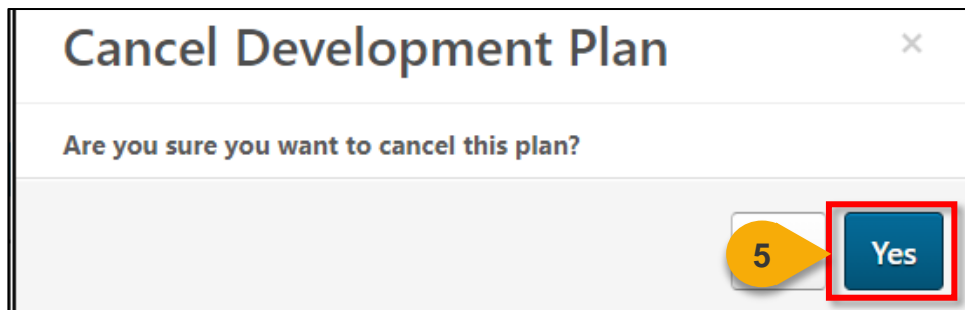 Cancel Development Plan ×
Are you sure you want to cancel this plan?
5 Yes